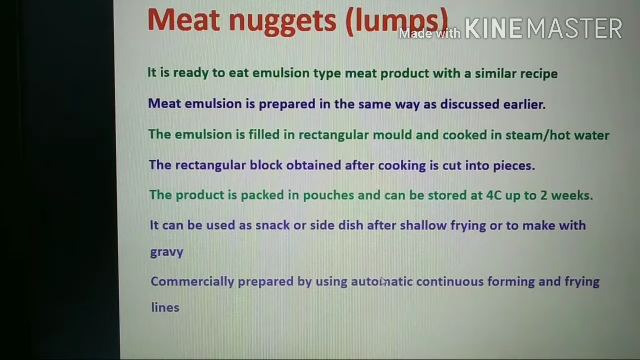 Meat nuggets (lumps)
Made with KINEMASTER
It is ready to eat emulsion type meat product with a similar recipe
Meat emulsion is prepared in the same way as discussed earlier.
The emulsion is filled in rectangular mould and cooked in steam/hot water
The rectangular block obtained after cooking is cut into pieces.
The product is packed in pouches and can be stored at 4C up to 2 weeks.
It can be used as snack or side dish after shallow frying or to make with
gravy
Commercially prepared by using automatic continuous forming and frying
lines